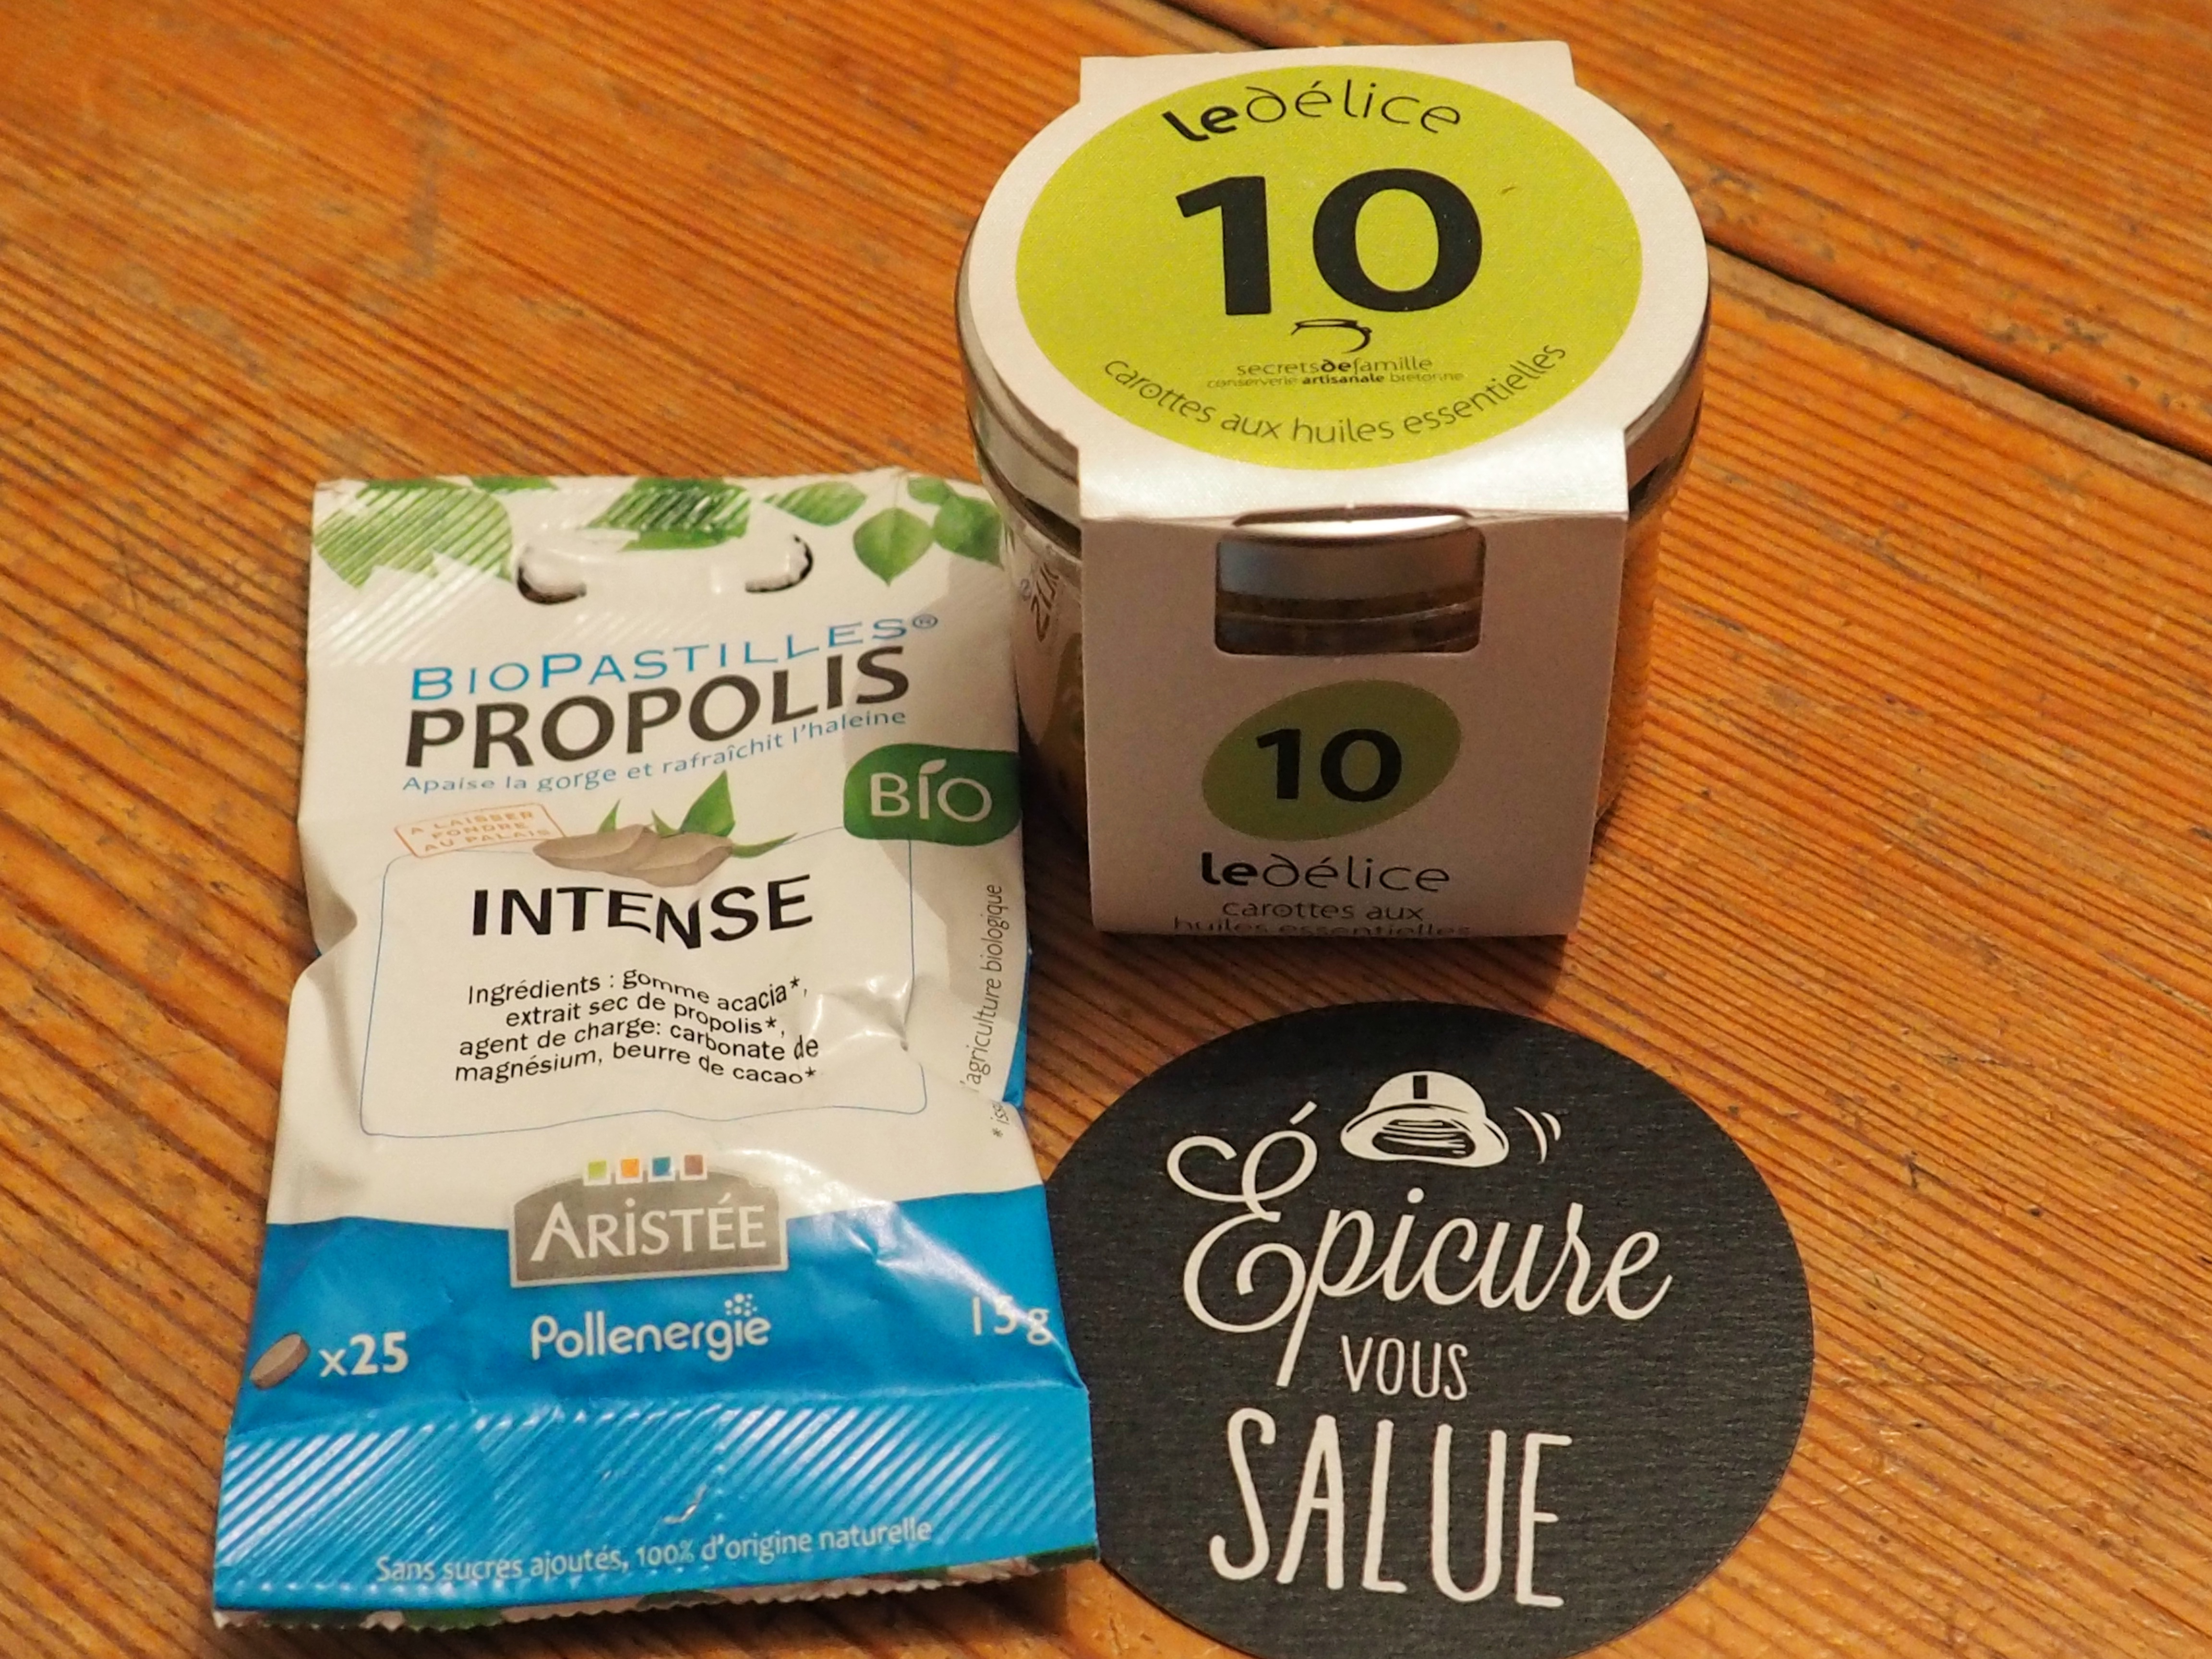 ledélice
10
secretsdefamille
conserverie artisanale bretonne
carottes aux huiles essentielles
10
ledélice
carottes aux
huiles essentielles
BIOPASTILLES®
PROPOLIS
Apaise la gorge et rafraîchit l'haleine
BIO
A LAISSER
FONDRE
AU PALAIS
INTENSE
Ingrédients : gomme acacia*,
extrait sec de propolis*,
agent de charge: carbonate de
magnésium, beurre de cacao*
l'agriculture biologique
ARiSTÉE
Pollenergie
x25
15g
Sans sucres ajoutés, 100% d'origine naturelle
Épicure
VOUS
SALUE